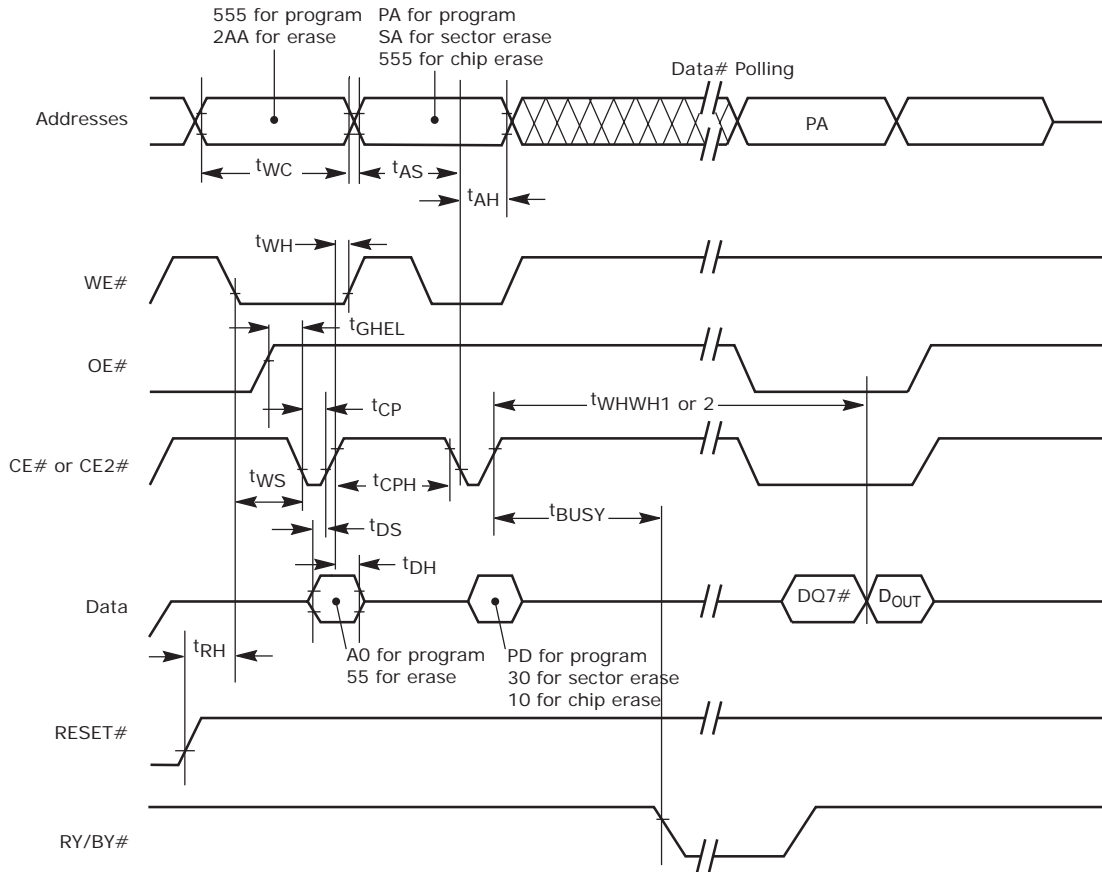 555 for program
2AA for erase
PA for program
SA for sector erase
555 for chip erase
Data# Polling
Addresses
PA
tWC
tAS
tAH
tWH
WE#
tGHEL
OE#
tWHWH1 or 2
tCP
CE# or CE2#
tWS
tCPH
tBUSY
tDS
tDH
Data
DQ7#
DOUT
tRH
A0 for program
55 for erase
PD for program
30 for sector erase
10 for chip erase
RESET#
RY/BY#